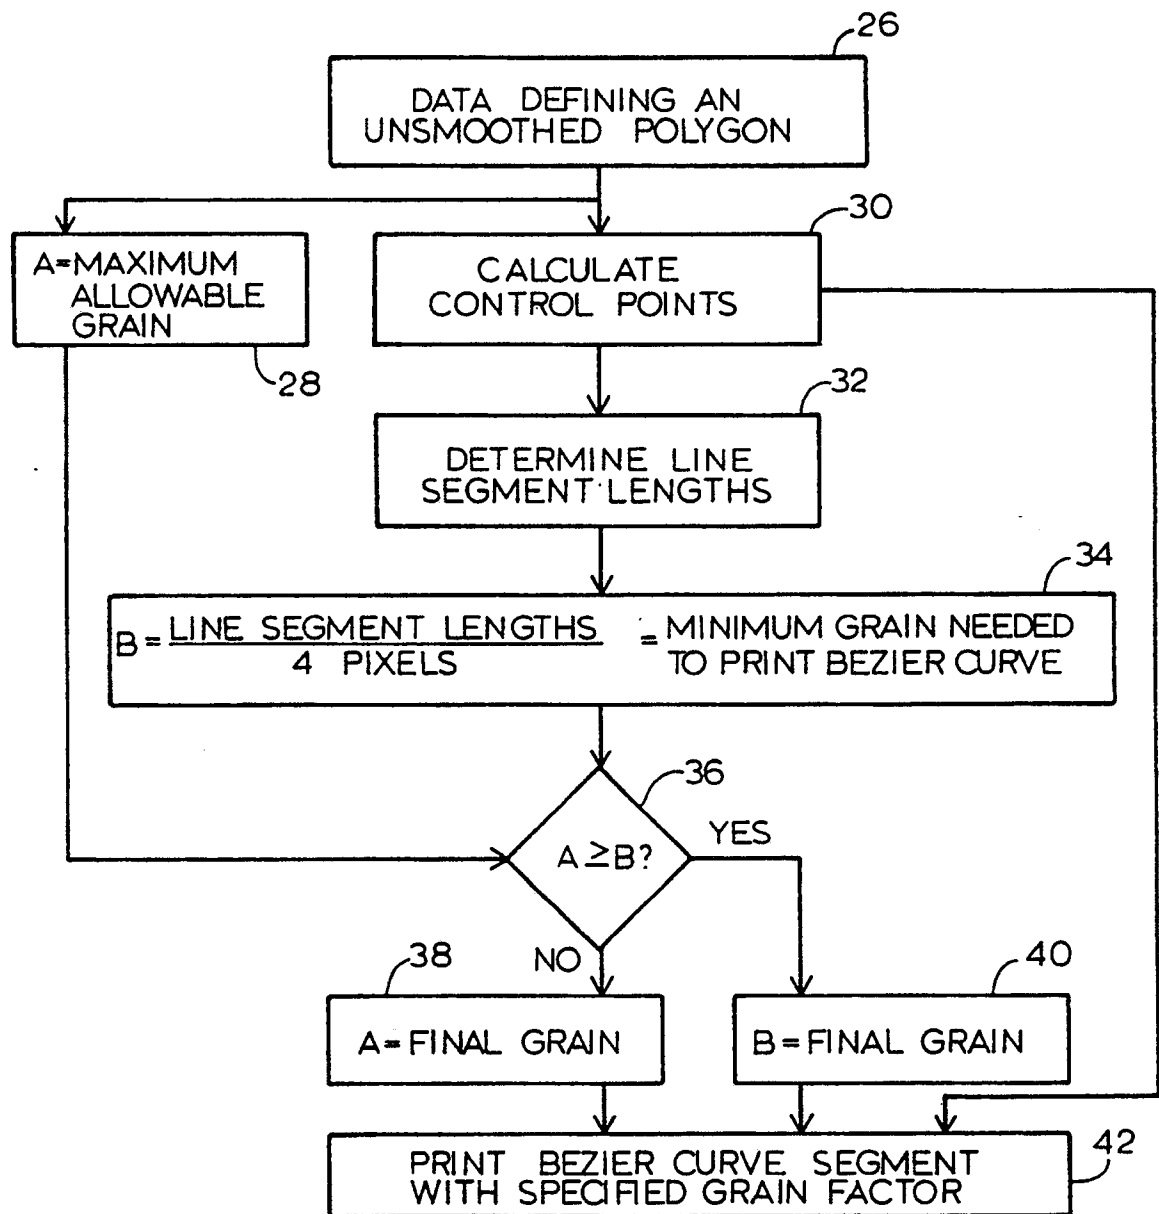 26
DATA DEFINING AN
UNSMOOTHED POLYGON
30
A=MAXIMUM
ALLOWABLE
GRAIN
28
CALCULATE
CONTROL POINTS
32
DETERMINE LINE
SEGMENT LENGTHS
34
B = LINE SEGMENT LENGTHS / 4 PIXELS = MINIMUM GRAIN NEEDED
TO PRINT BEZIER CURVE
36
A ≥ B?
YES
NO
38
40
A = FINAL GRAIN
B = FINAL GRAIN
42
PRINT BEZIER CURVE SEGMENT
WITH SPECIFIED GRAIN FACTOR